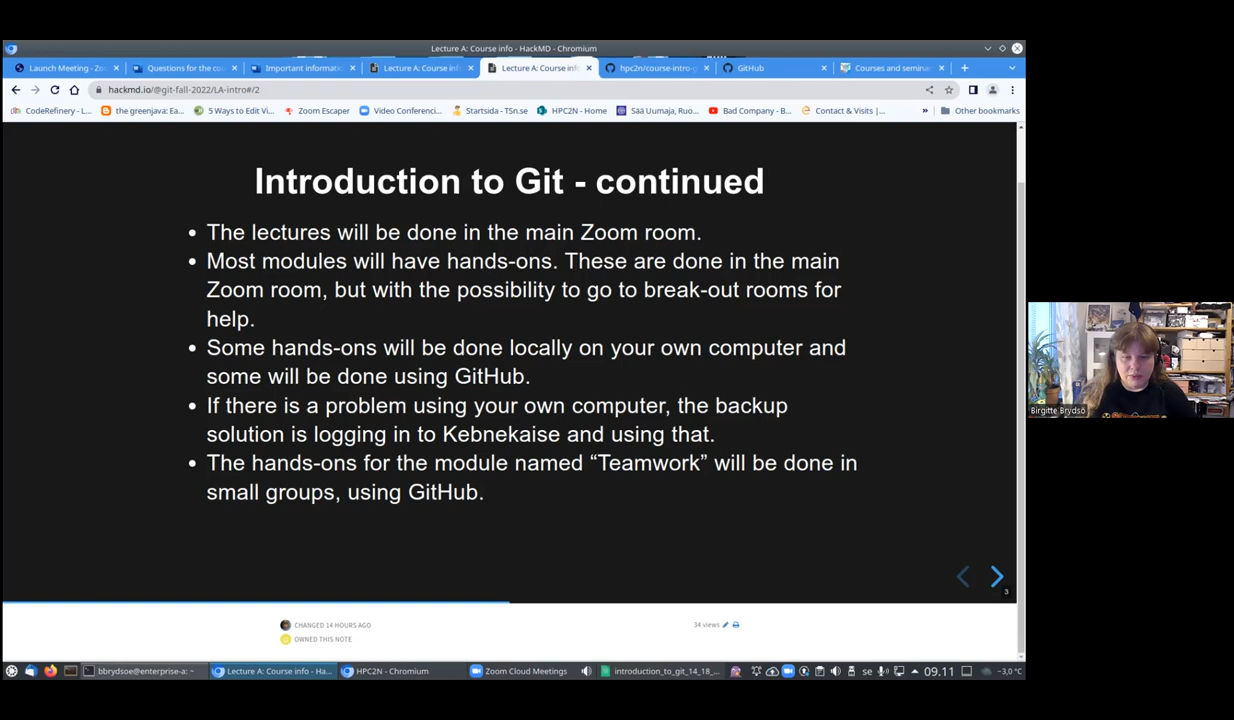 Lecture A: Course info - HackMD - Chromium
Launch Meeting - Zo
Questions for the co
Important informati
Lecture A: Course inf
Lecture A: Course inf
hpc2n/course-intro-g
GitHub
Courses and semina
hackmd.io/@git-fall-2022/LA-intro#/2
CodeRefinery - L...
the greenjava: Ea...
5 Ways to Edit Vi...
Zoom Escaper
Video Conferenci...
Startsida - T5n.se
HPC2N - Home
Sää Uumaja, Ruo...
Bad Company - B...
Contact & Visits |...
»
Other bookmarks
Introduction to Git - continued
• The lectures will be done in the main Zoom room.
• Most modules will have hands-ons. These are done in the main
Zoom room, but with the possibility to go to break-out rooms for
help.
• Some hands-ons will be done locally on your own computer and
some will be done using GitHub.
• If there is a problem using your own computer, the backup
solution is logging in to Kebnekaise and using that.
• The hands-ons for the module named “Teamwork” will be done in
small groups, using GitHub.
3
Birgitte Brydsö
CHANGED 14 HOURS AGO
34 views
OWNED THIS NOTE
bbrydsoe@enterprise-a: ~
Lecture A: Course info - Ha...
HPC2N - Chromium
Zoom Cloud Meetings
introduction_to_git_14_18_...
se
09.11
-3,0 °C